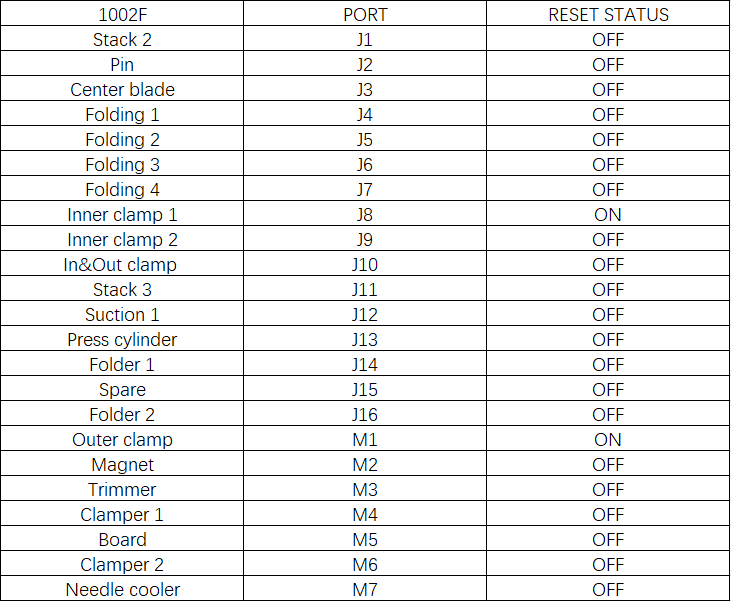 1002F PORT RESET STATUS
Stack 2 J1 OFF
Pin J2 OFF
Center blade J3 OFF
Folding 1 J4 OFF
Folding 2 J5 OFF
Folding 3 J6 OFF
Folding 4 J7 OFF
Inner clamp 1 J8 ON
Inner clamp 2 J9 OFF
In&Out clamp J10 OFF
Stack 3 J11 OFF
Suction 1 J12 OFF
Press cylinder J13 OFF
Folder 1 J14 OFF
Spare J15 OFF
Folder 2 J16 OFF
Outer clamp M1 ON
Magnet M2 OFF
Trimmer M3 OFF
Clamper 1 M4 OFF
Board M5 OFF
Clamper 2 M6 OFF
Needle cooler M7 OFF